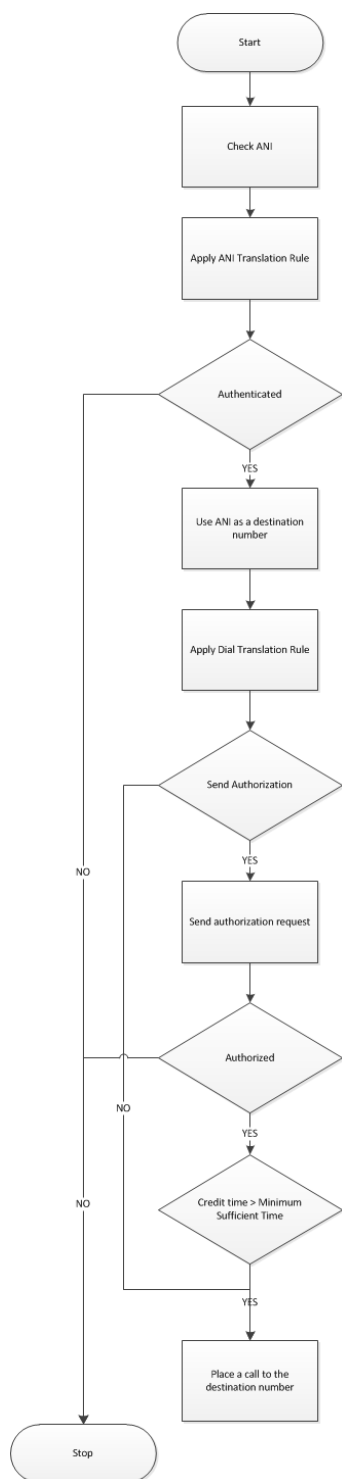 Start
Check ANI
Apply ANI Translation Rule
Authenticated
YES
Use ANI as a destination
number
Apply Dial Translation Rule
Send Authorization
YES
NO
Send authorization request
Authorized
NO
YES
Credit time > Minimum
Sufficient Time
NO
YES
Place a call to the
destination number
Stop